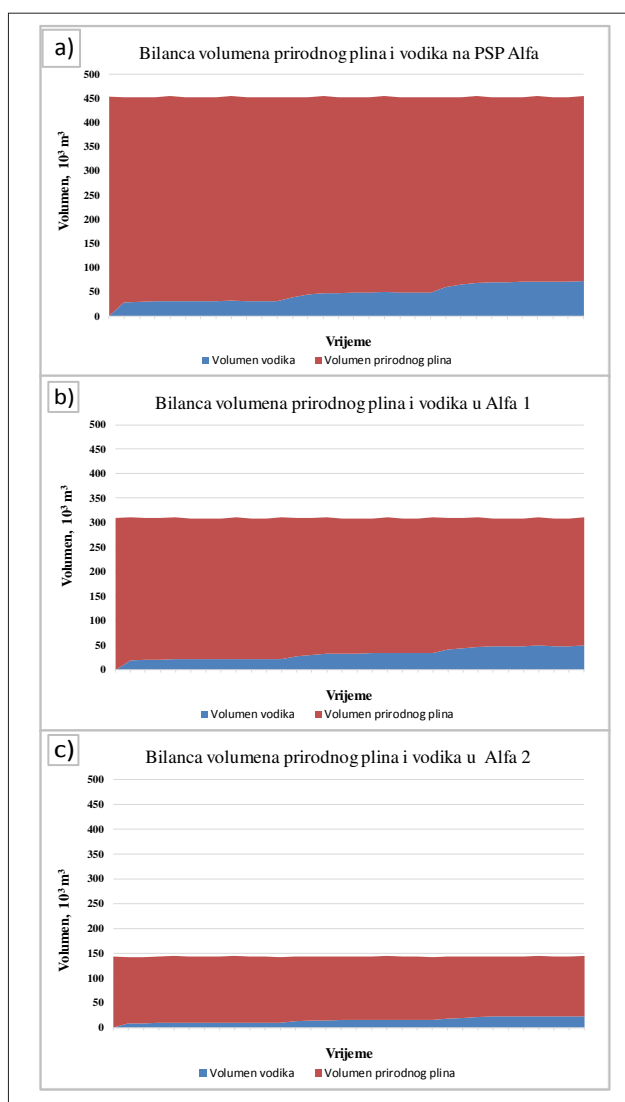 a)
Bilanca volumena prirodnog plina i vodika na PSP Alfa
500
450
400
350
300
250
200
150
100
50
0
Volumen, 10³ m³
Vrijeme
Volumen vodika
Volumen prirodnog plina
b)
Bilanca volumena prirodnog plina i vodika u Alfa 1
500
450
400
350
300
250
200
150
100
50
0
Volumen, 10³ m³
Vrijeme
Volumen vodika
Volumen prirodnog plina
c)
Bilanca volumena prirodnog plina i vodika u Alfa 2
500
450
400
350
300
250
200
150
100
50
0
Volumen, 10³ m³
Vrijeme
Volumen vodika
Volumen prirodnog plina